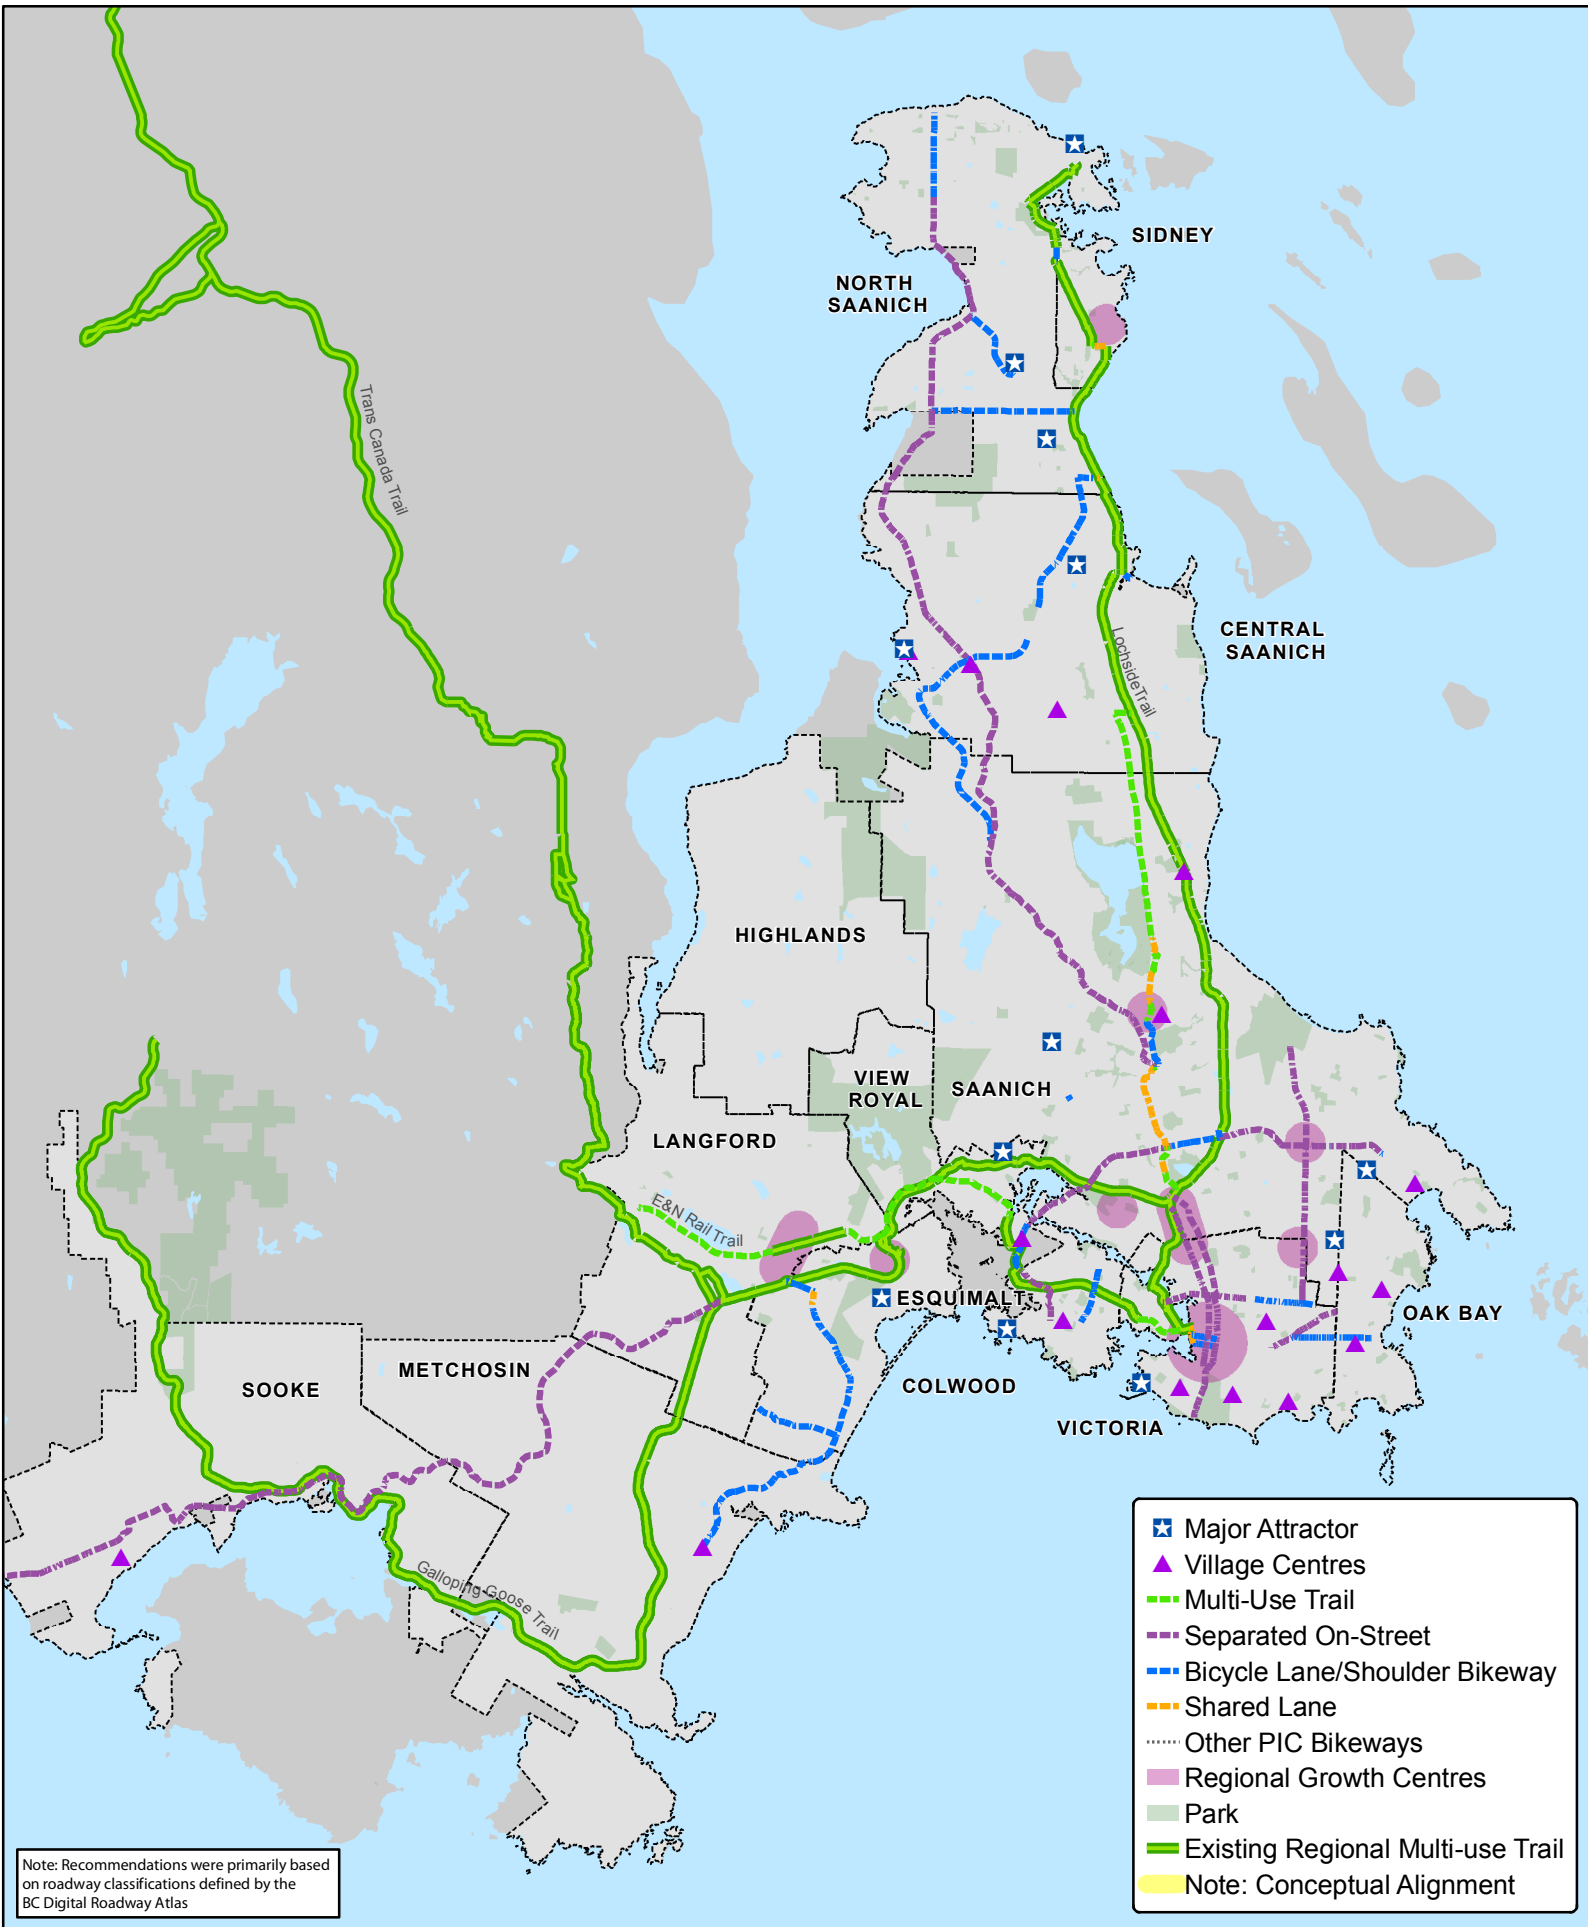 SIDNEY
NORTH
SAANICH
Trans Canada Trail
CENTRAL
SAANICH
LochsideTrail
HIGHLANDS
VIEW
ROYAL
SAANICH
LANGFORD
E&N Rail Trail
ESQUIMALT
OAK BAY
METCHOSIN
SOOKE
COLWOOD
VICTORIA
Galloping Goose Trail
Major Attractor
Village Centres
Multi-Use Trail
Separated On-Street
Bicycle Lane/Shoulder Bikeway
Shared Lane
Other PIC Bikeways
Regional Growth Centres
Park
Existing Regional Multi-use Trail
Note: Conceptual Alignment
Note: Recommendations were primarily based
on roadway classifications defined by the
BC Digital Roadway Atlas